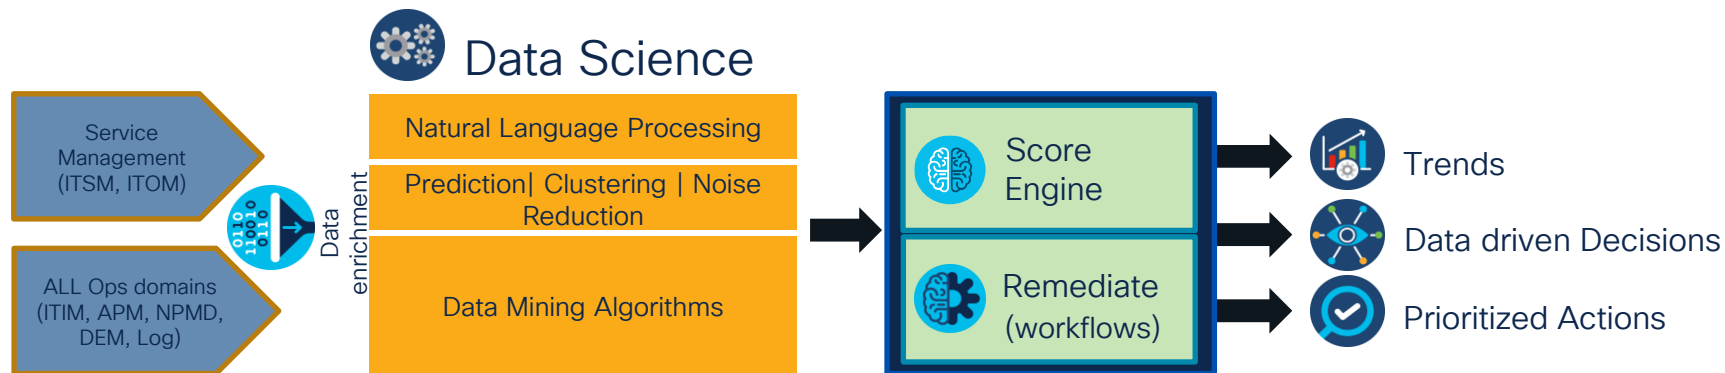 Data Science
Service
Management
(ITSM, ITOM)
ALL Ops domains
(ITIM, APM, NPMD,
DEM, Log)
0110
110010
0110
Data
enrichment
Natural Language Processing
Prediction| Clustering | Noise
Reduction
Data Mining Algorithms
Score
Engine
Remediate
(workflows)
Trends
Data driven Decisions
Prioritized Actions